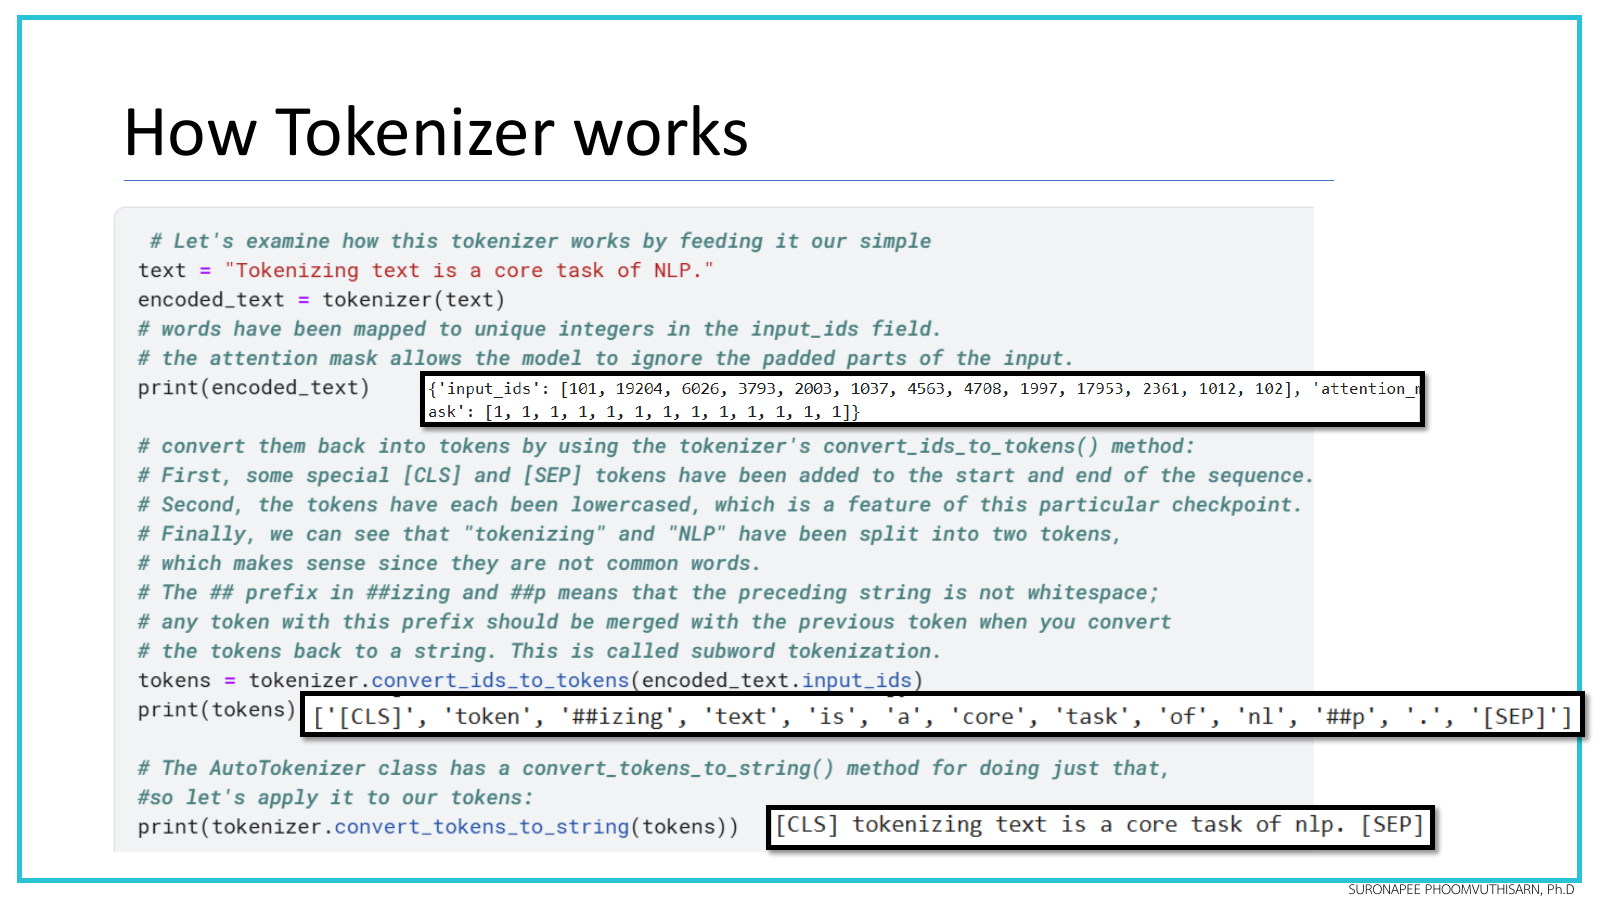 How Tokenizer works
# Let's examine how this tokenizer works by feeding it our simple
text = "Tokenizing text is a core task of NLP."
encoded_text = tokenizer(text)
# words have been mapped to unique integers in the input_ids field.
# the attention mask allows the model to ignore the padded parts of the input.
print(encoded_text)
{'input_ids': [101, 19204, 6026, 3793, 2003, 1037, 4563, 4708, 1997, 17953, 2361, 1012, 102], 'attention_m
ask': [1, 1, 1, 1, 1, 1, 1, 1, 1, 1, 1, 1, 1]}
# convert them back into tokens by using the tokenizer's convert_ids_to_tokens() method:
# First, some special [CLS] and [SEP] tokens have been added to the start and end of the sequence.
# Second, the tokens have each been lowercased, which is a feature of this particular checkpoint.
# Finally, we can see that "tokenizing" and "NLP" have been split into two tokens,
# which makes sense since they are not common words.
# The ## prefix in ##izing and ##p means that the preceding string is not whitespace;
# any token with this prefix should be merged with the previous token when you convert
# the tokens back to a string. This is called subword tokenization.
tokens = tokenizer.convert_ids_to_tokens(encoded_text.input_ids)
print(tokens)
['[CLS]', 'token', '##izing', 'text', 'is', 'a', 'core', 'task', 'of', 'nl', '##p', '.', '[SEP]']
# The AutoTokenizer class has a convert_tokens_to_string() method for doing just that,
#so let's apply it to our tokens:
print(tokenizer.convert_tokens_to_string(tokens))
[CLS] tokenizing text is a core task of nlp. [SEP]
SURONAPEE PHOOMVUTHISARN, Ph.D